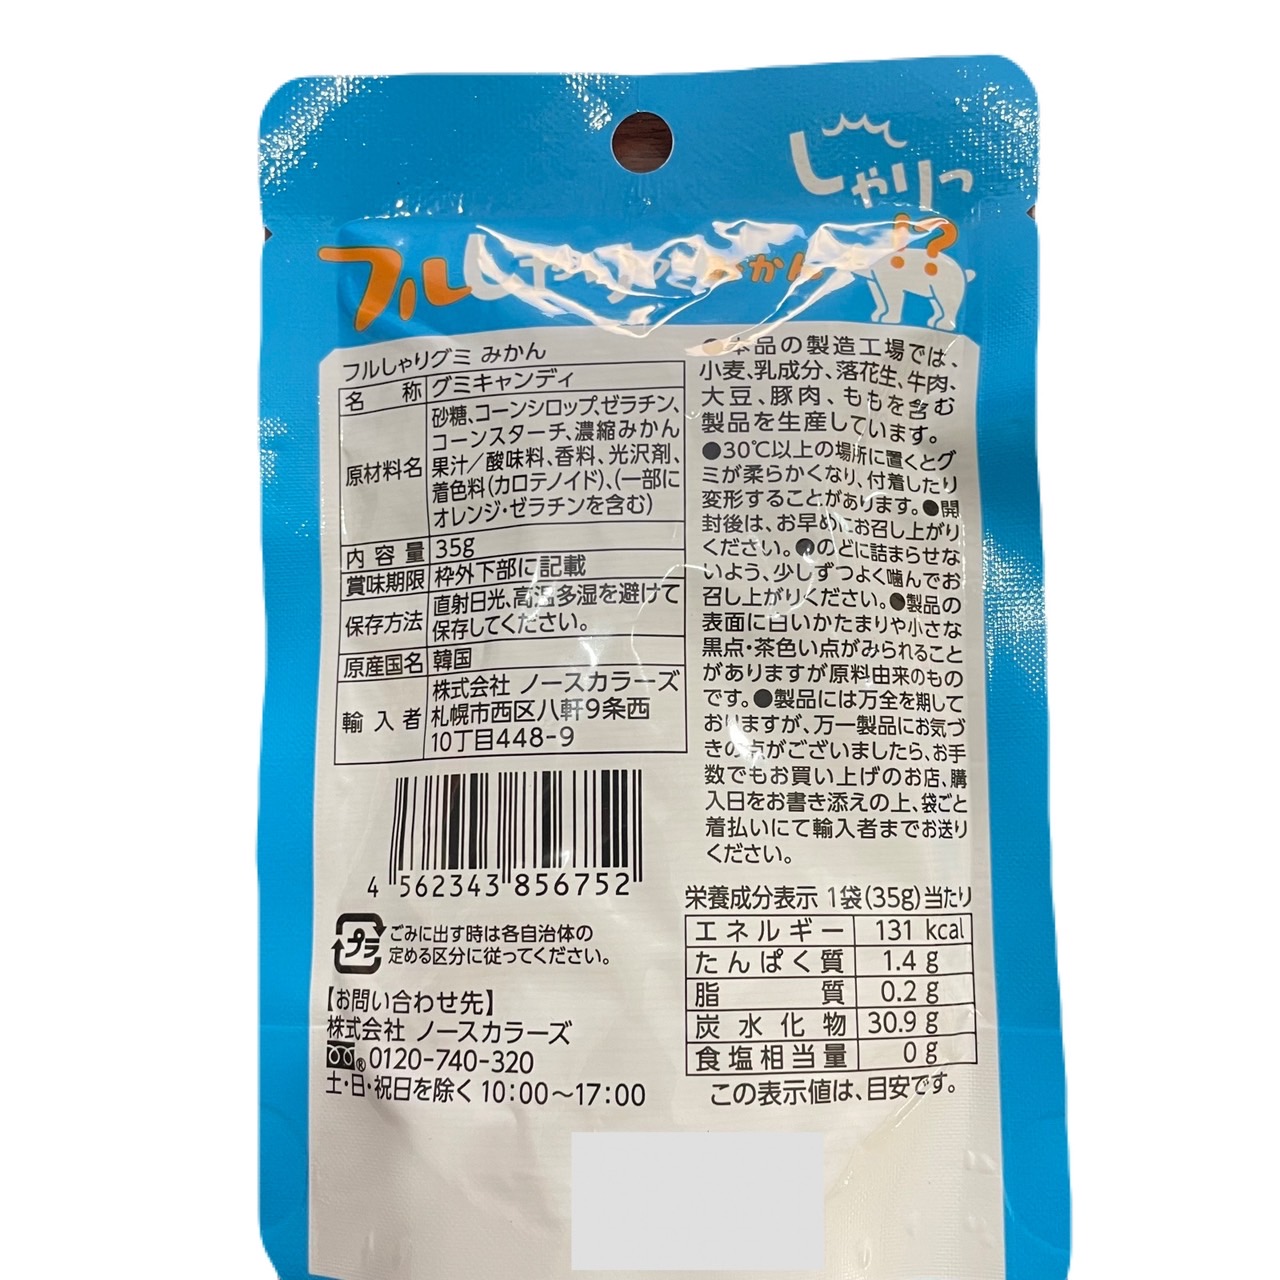 しゃりっ
!?
フルしゃりグミ みかん
フルしゃりグミ みかん
名称 グミキャンディ
原材料名 砂糖、コーンシロップ、ゼラチン、
コーンスターチ、濃縮みかん
果汁／酸味料、香料、光沢剤、
着色料(カロテノイド)、(一部に
オレンジ・ゼラチンを含む)
内容量 35g
賞味期限 枠外下部に記載
保存方法 直射日光、高温多湿を避けて
保存してください。
原産国名 韓国
輸入者 株式会社 ノースカラーズ
札幌市西区八軒9条西
10丁目448-9
4 562343 856752
プラ
ごみに出す時は各自治体の
定める区分に従ってください。
【お問い合わせ先】
株式会社 ノースカラーズ
®0120-740-320
土・日・祝日を除く 10:00～17:00
●本品の製造工場では、
小麦、乳成分、落花生、牛肉、
大豆、豚肉、ももを含む
製品を生産しています。
●30℃以上の場所に置くとグ
ミが柔らかくなり、付着したり
変形することがあります。●開
封後は、お早めにお召し上がり
ください。●のどに詰まらせな
いよう、少しずつよく噛んでお
召し上がりください。●製品の
表面に白いかたまりや小さな
黒点・茶色い点がみられること
がありますが原料由来のもの
です。●製品には万全を期して
おりますが、万一製品にお気づ
きの点がございましたら、お手
数でもお買い上げのお店、購
入日をお書き添えの上、袋ごと
着払いにて輸入者までお送り
ください。
栄養成分表示 1袋(35g)当たり
エネルギー 131 kcal
たんぱく質 1.4 g
脂質 0.2 g
炭水化物 30.9 g
食塩相当量 0 g
この表示値は、目安です。